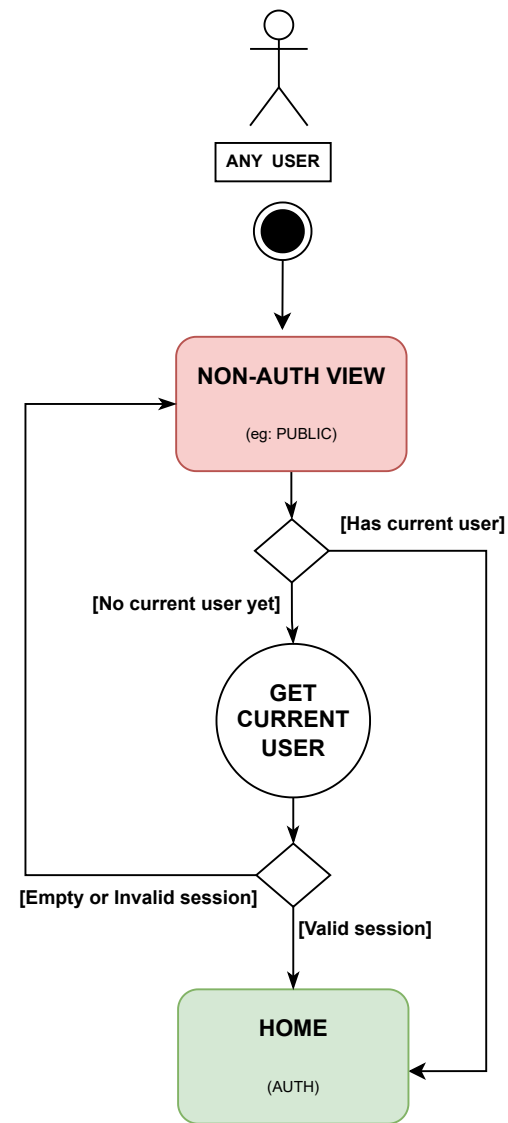 ANY USER
NON-AUTH VIEW
(eg: PUBLIC)
[Has current user]
[No current user yet]
GET
CURRENT
USER
[Empty or Invalid session]
[Valid session]
HOME
(AUTH)